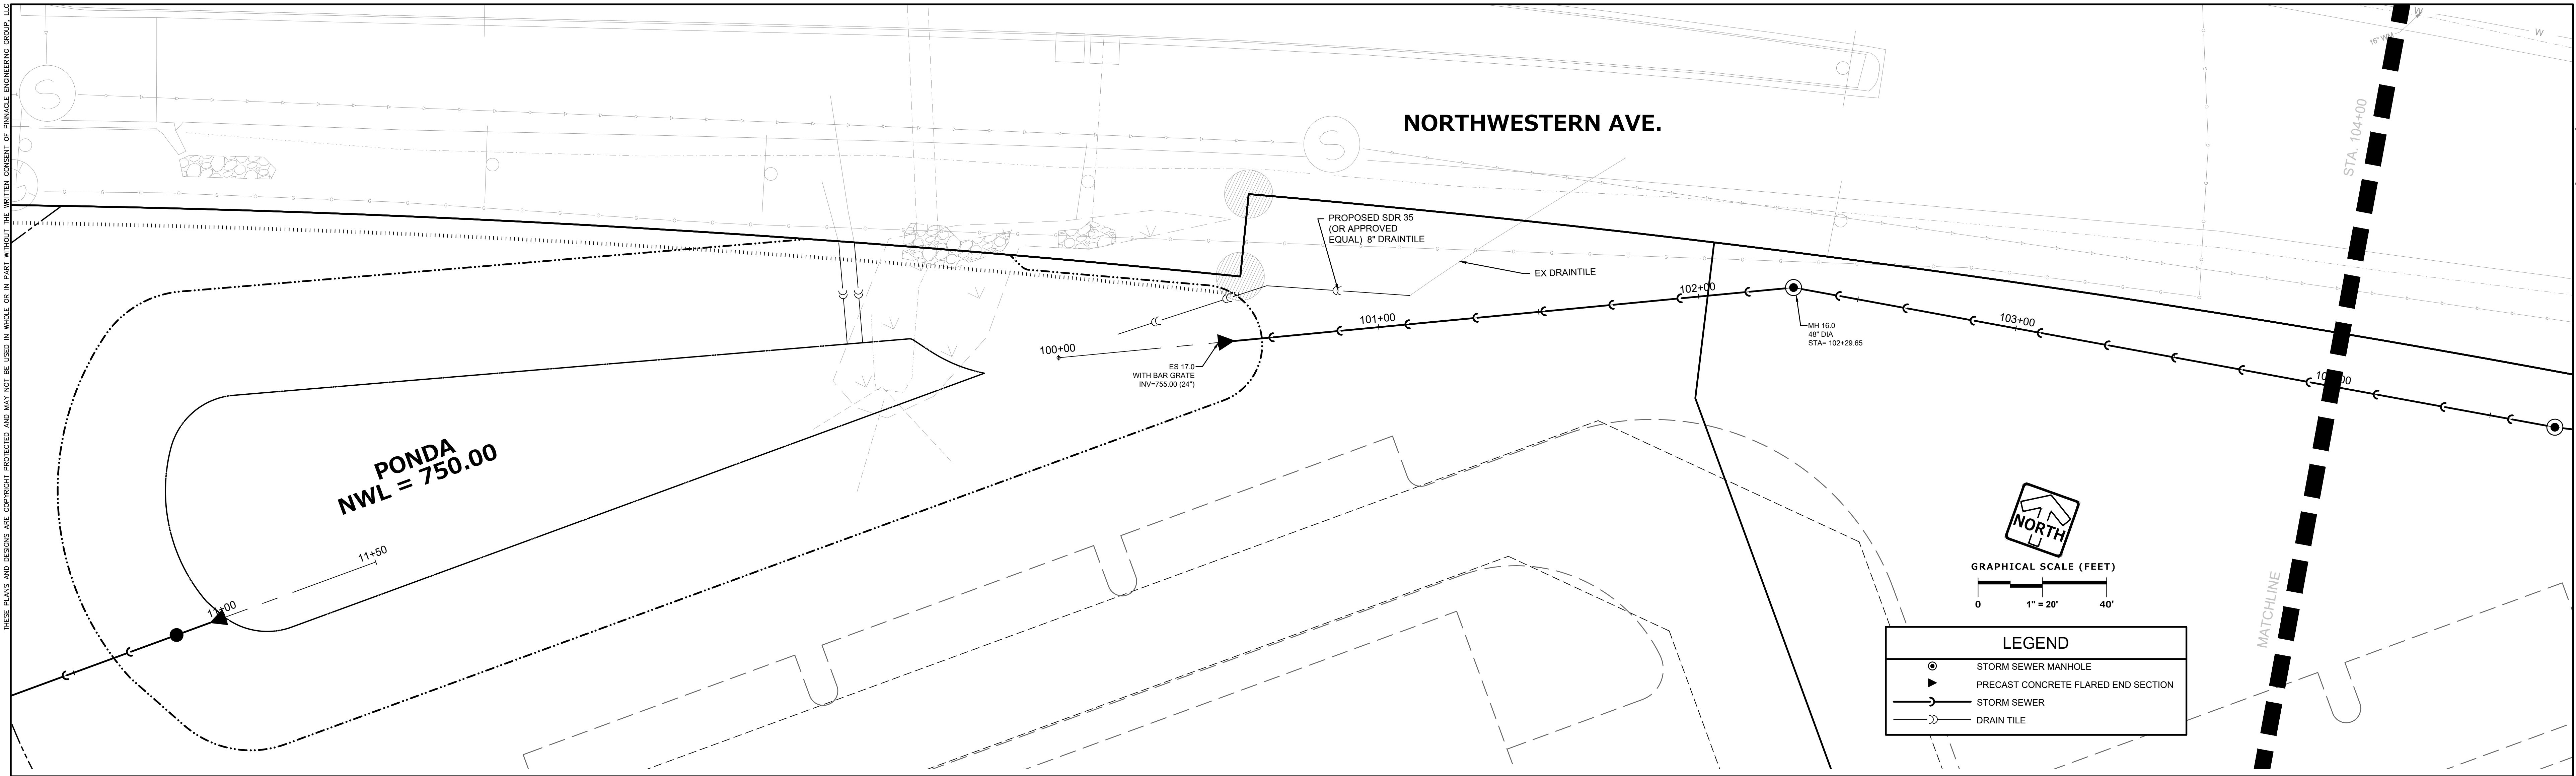 THESE PLANS AND DESIGNS ARE COPYRIGHT PROTECTED AND MAY NOT BE USED IN WHOLE OR IN PART WITHOUT THE WRITTEN CONSENT OF PINNACLE ENGINEERING GROUP, LLC
W
W
16" WM
STA. 104+00
NORTHWESTERN AVE.
S
S
PROPOSED SDR 35
(OR APPROVED
EQUAL) 8" DRAINTILE
EX DRAINTILE
102+00
101+00
103+00
100+00
MH 16.0
48" DIA
STA= 102+29.65
ES 17.0
WITH BAR GRATE
INV=755.00 (24")
PONDA
NWL = 750.00
11+50
11+00
NORTH
GRAPHICAL SCALE (FEET)
0 1" = 20' 40'
MATCHLINE
LEGEND
STORM SEWER MANHOLE
PRECAST CONCRETE FLARED END SECTION
STORM SEWER
DRAIN TILE